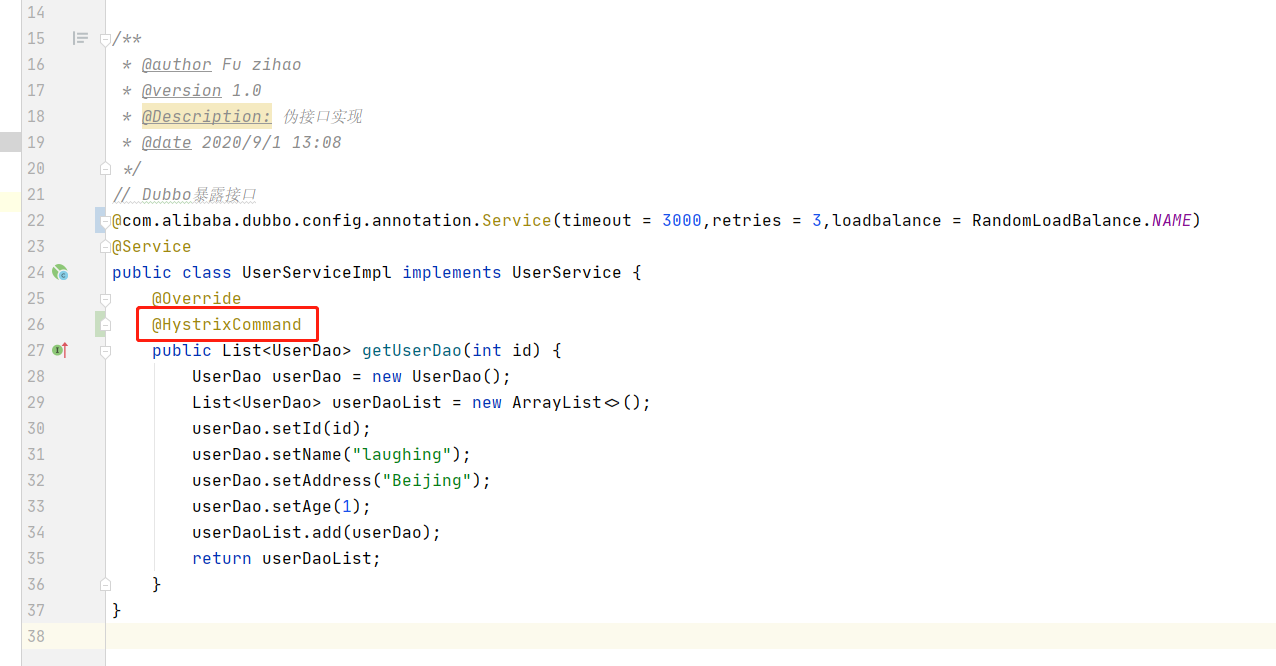 14
15 /**
16 * @author Fu zihao
17 * @version 1.0
18 * @Description: 伪接口实现
19 * @date 2020/9/1 13:08
20 */
21 // Dubbo暴露接口
22 @com.alibaba.dubbo.config.annotation.Service(timeout = 3000,retries = 3,loadbalance = RandomLoadBalance.NAME)
23 @Service
24 public class UserServiceImpl implements UserService {
25 @Override
26 @HystrixCommand
27 public List<UserDao> getUserDao(int id) {
28 UserDao userDao = new UserDao();
29 List<UserDao> userDaoList = new ArrayList<>();
30 userDao.setId(id);
31 userDao.setName("laughing");
32 userDao.setAddress("Beijing");
33 userDao.setAge(1);
34 userDaoList.add(userDao);
35 return userDaoList;
36 }
37 }
38